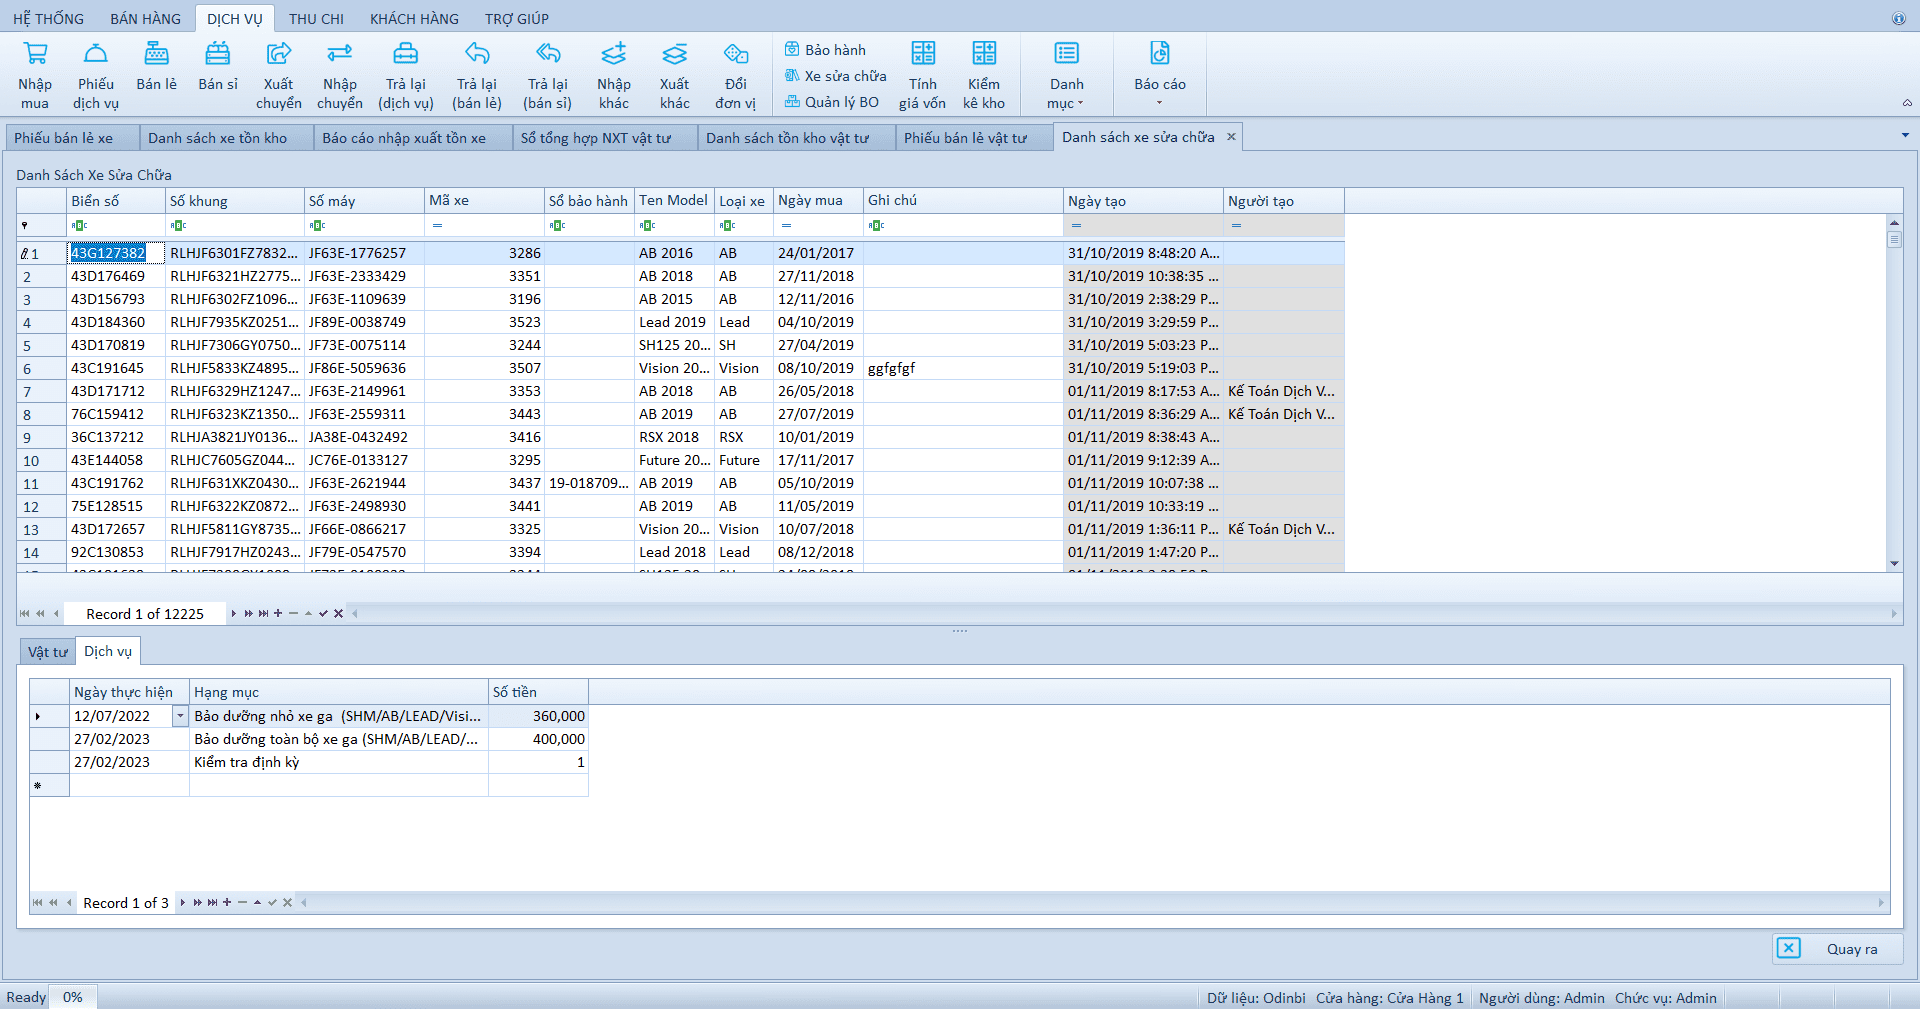 HỆ THỐNG BÁN HÀNG DỊCH VỤ THU CHI KHÁCH HÀNG TRỢ GIÚP
Nhập mua
Phiếu dịch vụ
Bán lẻ
Bán sỉ
Xuất chuyển
Nhập chuyển
Trả lại (dịch vụ)
Trả lại (bán lẻ)
Trả lại (bán sỉ)
Nhập khác
Xuất khác
Đổi đơn vị
Bảo hành
Xe sửa chữa
Quản lý BO
Tính giá vốn
Kiểm kê kho
Danh mục
Báo cáo
Phiếu bán lẻ xe Danh sách xe tồn kho Báo cáo nhập xuất tồn xe Sổ tổng hợp NXT vật tư Danh sách tồn kho vật tư Phiếu bán lẻ vật tư Danh sách xe sửa chữa
Danh Sách Xe Sửa Chữa
Biển số Số khung Số máy Mã xe Sổ bảo hành Ten Model Loại xe Ngày mua Ghi chú Ngày tạo Người tạo
1 43G127382 RLHJF6301FZ7832... JF63E-1776257 3286 AB 2016 AB 24/01/2017 31/10/2019 8:48:20 A...
2 43D176469 RLHJF6321HZ2775... JF63E-2333429 3351 AB 2018 AB 27/11/2018 31/10/2019 10:38:35 ...
3 43D156793 RLHJF6302FZ1096... JF63E-1109639 3196 AB 2015 AB 12/11/2016 31/10/2019 2:38:29 P...
4 43D184360 RLHJF7935KZ0251... JF89E-0038749 3523 Lead 2019 Lead 04/10/2019 31/10/2019 3:29:59 P...
5 43D170819 RLHJF7306GY0750... JF73E-0075114 3244 SH125 20... SH 27/04/2019 31/10/2019 5:03:23 P...
6 43C191645 RLHJF5833KZ4895... JF86E-5059636 3507 Vision 20... Vision 08/10/2019 ggfgfgf 31/10/2019 5:19:03 P...
7 43D171712 RLHJF6329HZ1247... JF63E-2149961 3353 AB 2018 AB 26/05/2018 01/11/2019 8:17:53 A... Kế Toán Dịch V...
8 76C159412 RLHJF6323KZ1350... JF63E-2559311 3443 AB 2019 AB 27/07/2019 01/11/2019 8:36:29 A... Kế Toán Dịch V...
9 36C137212 RLHJA3821JY0136... JA38E-0432492 3416 RSX 2018 RSX 10/01/2019 01/11/2019 8:38:43 A...
10 43E144058 RLHJC7605GZ044... JC76E-0133127 3295 Future 20... Future 17/11/2017 01/11/2019 9:12:39 A...
11 43C191762 RLHJF631XKZ0430... JF63E-2621944 3437 19-018709... AB 2019 AB 05/10/2019 01/11/2019 10:07:38 ...
12 75E128515 RLHJF6322KZ0872... JF63E-2498930 3441 AB 2019 AB 11/05/2019 01/11/2019 10:33:19 ...
13 43D172657 RLHJF5811GY8735... JF66E-0866217 3325 Vision 20... Vision 10/07/2018 01/11/2019 1:36:11 P... Kế Toán Dịch V...
14 92C130853 RLHJF7917HZ0243... JF79E-0547570 3394 Lead 2018 Lead 08/12/2018 01/11/2019 1:47:20 P...
Record 1 of 12225
Vật tư Dịch vụ
Ngày thực hiện Hạng mục Số tiền
12/07/2022 Bảo dưỡng nhỏ xe ga (SHM/AB/LEAD/Visi... 360,000
27/02/2023 Bảo dưỡng toàn bộ xe ga (SHM/AB/LEAD/... 400,000
27/02/2023 Kiểm tra định kỳ 1
Record 1 of 3
Quay ra
Ready 0% Dữ liệu: Odinbi Cửa hàng: Cửa Hàng 1 Người dùng: Admin Chức vụ: Admin